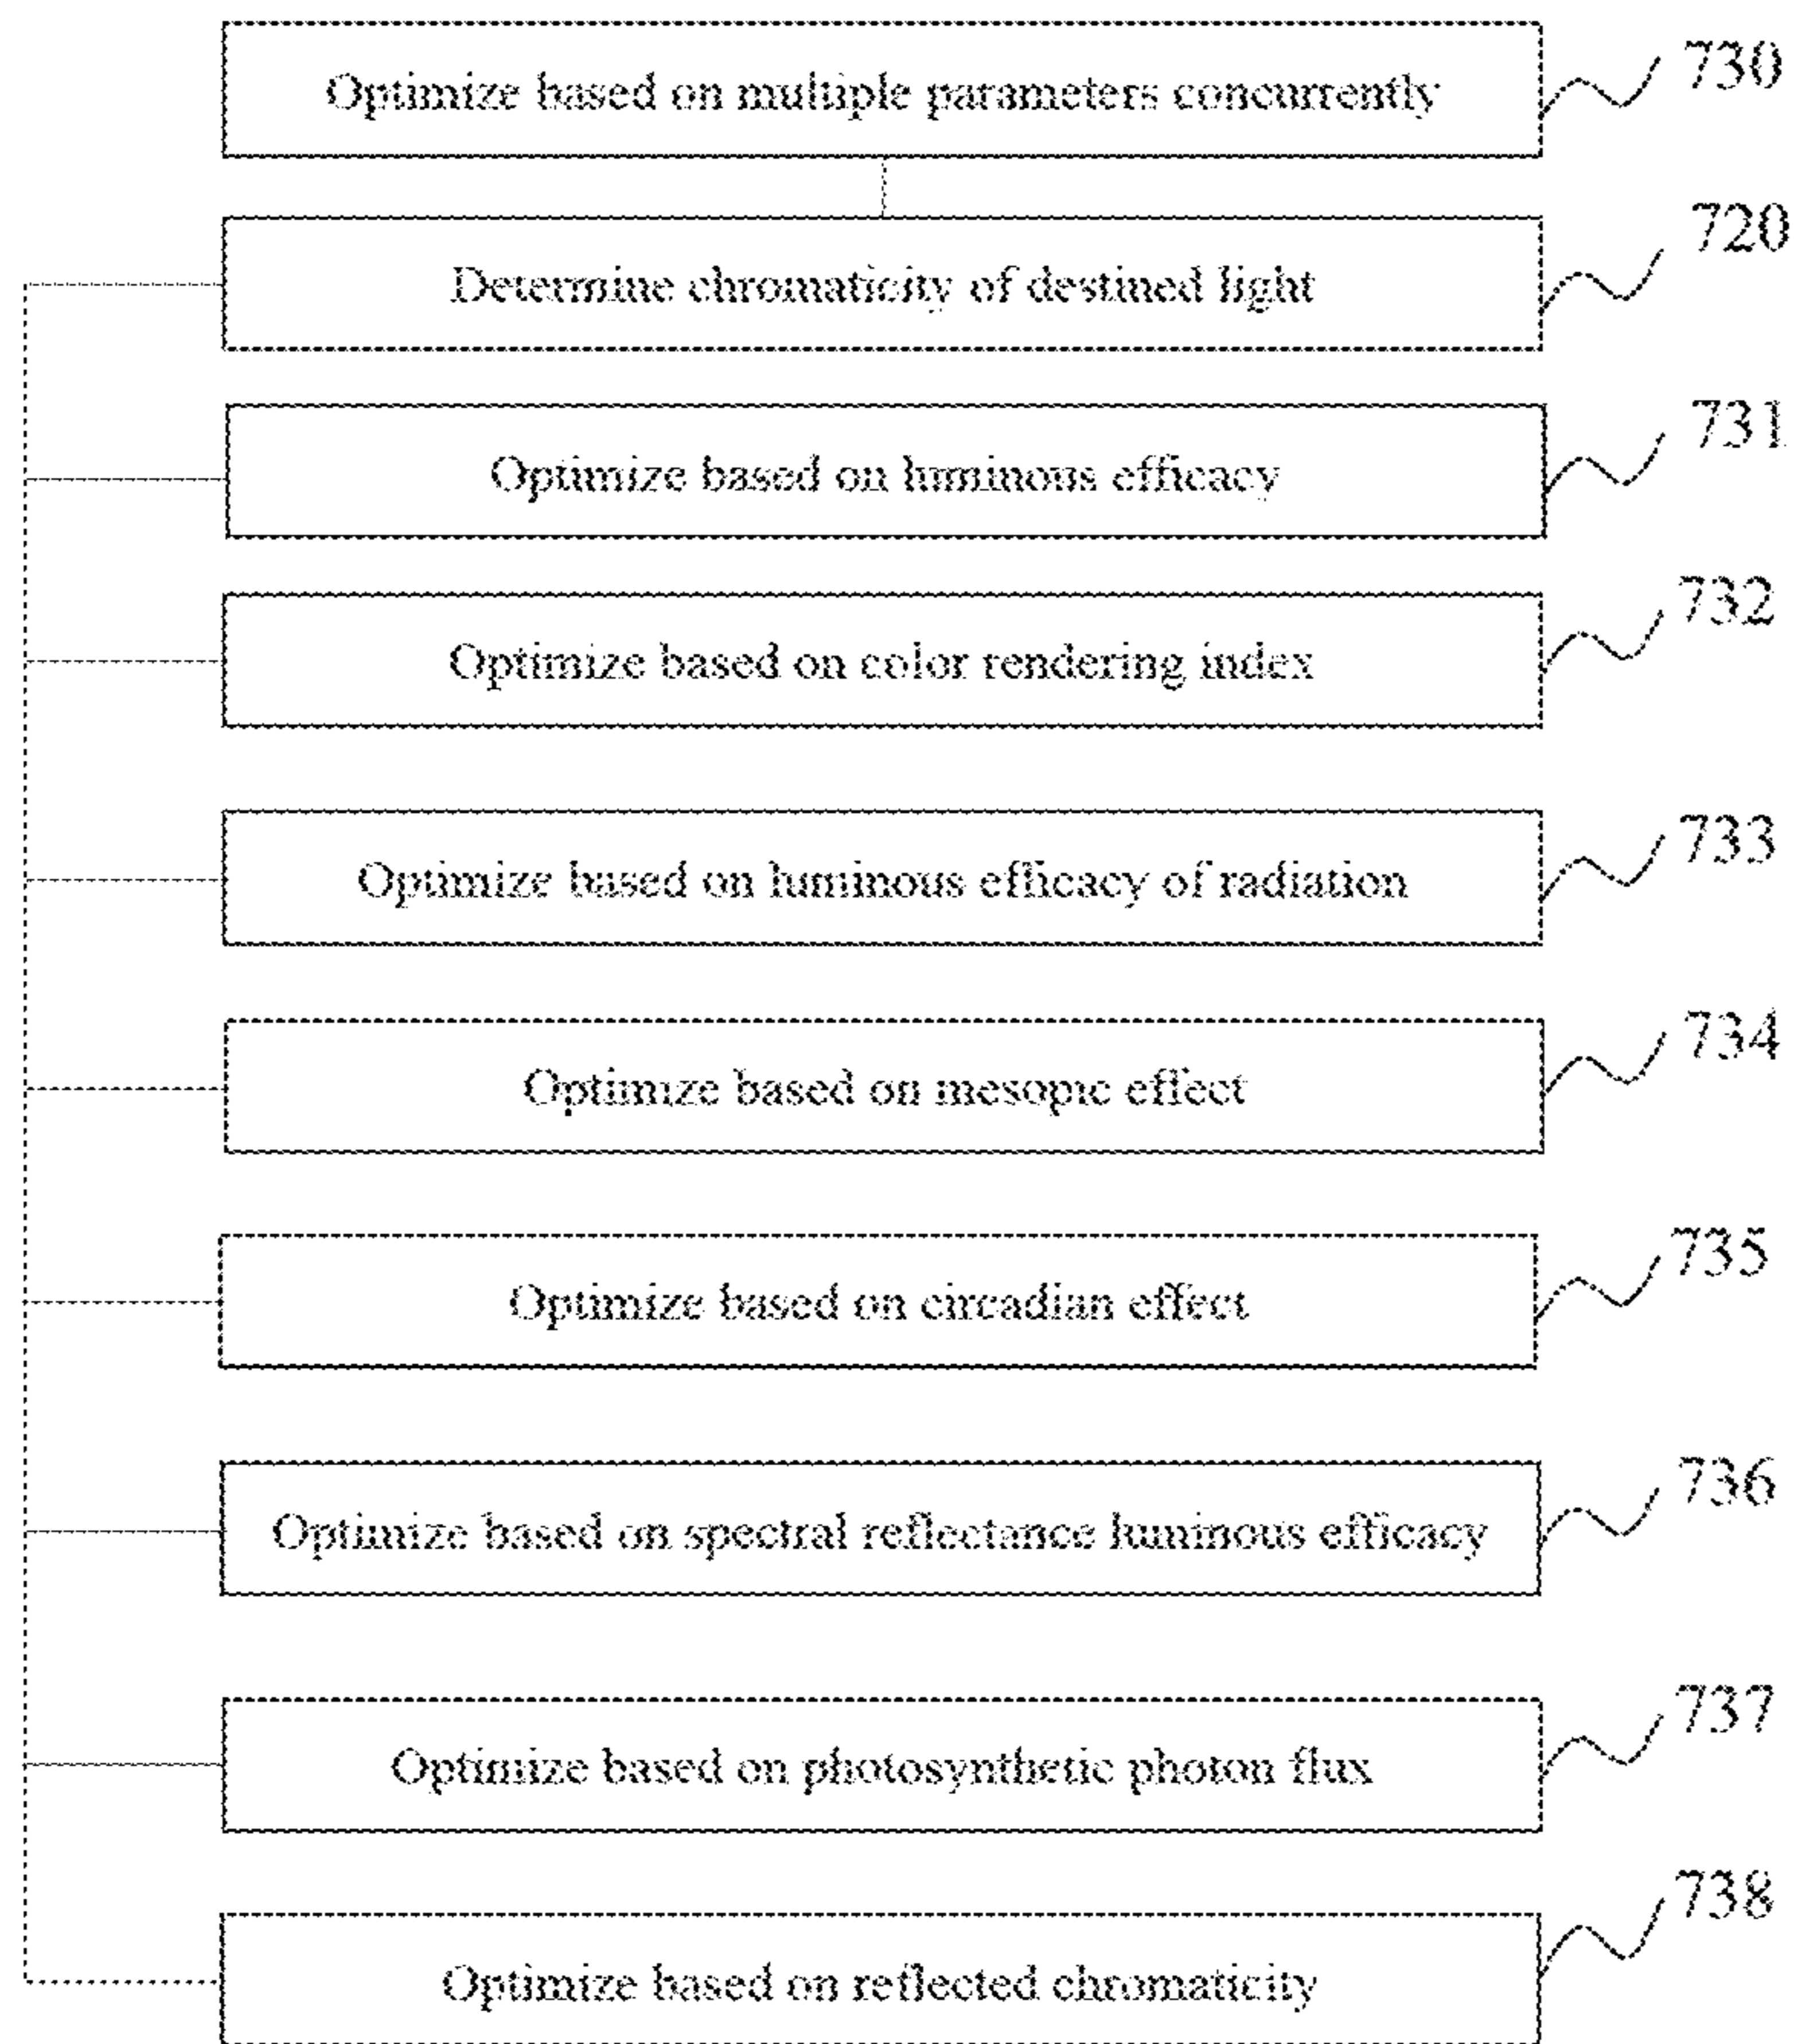 Optimize based on multiple parameters concurrently 730
Determine chromaticity of destined light 720
Optimize based on luminous efficacy 731
Optimize based on color rendering index 732
Optimize based on luminous efficacy of radiation 733
Optimize based on mesopic effect 734
Optimize based on circadian effect 735
Optimize based on spectral reflectance luminous efficacy 736
Optimize based on photosynthetic photon flux 737
Optimize based on reflected chromaticity 738